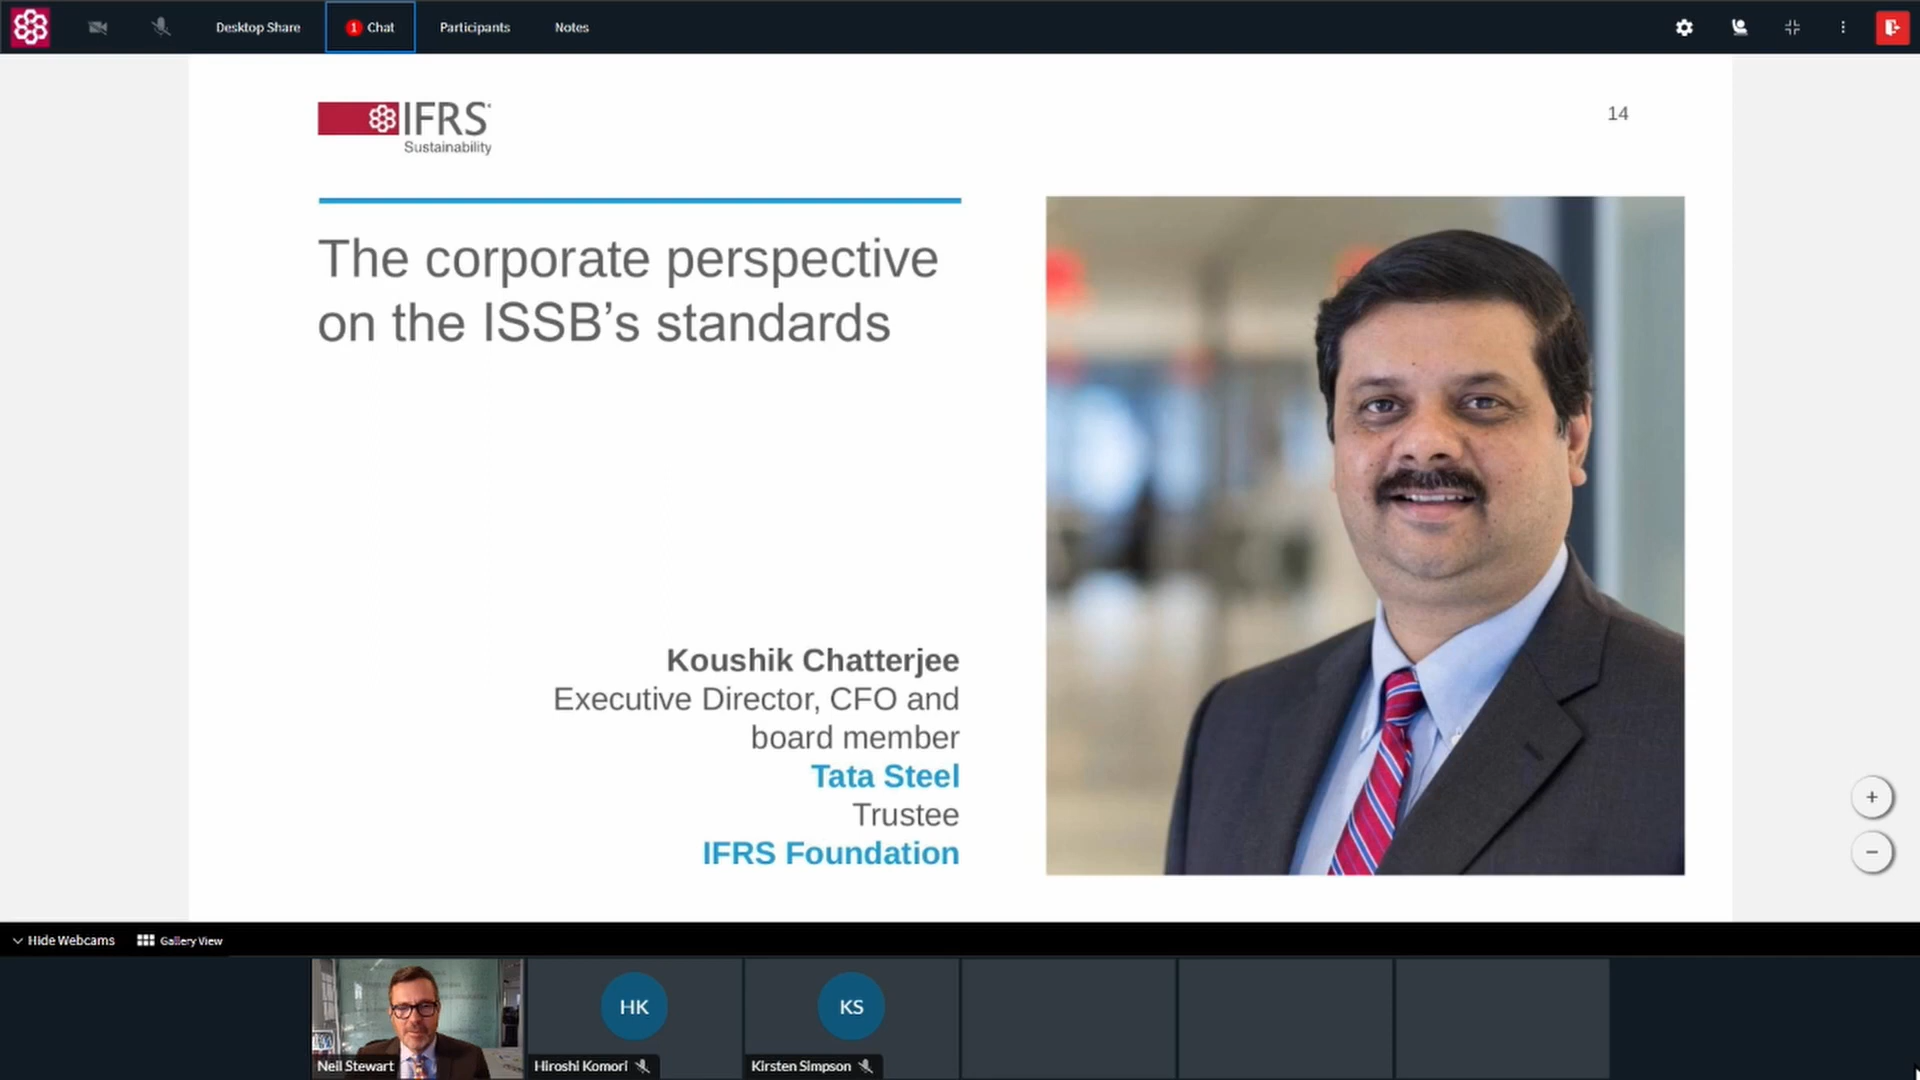 Desktop Share
1 Chat
Participants
Notes
IFRS
Sustainability
14
The corporate perspective
on the ISSB’s standards
Koushik Chatterjee
Executive Director, CFO and
board member
Tata Steel
Trustee
IFRS Foundation
Hide Webcams
Gallery View
HK
KS
Neil Stewart
Hiroshi Komori
Kirsten Simpson